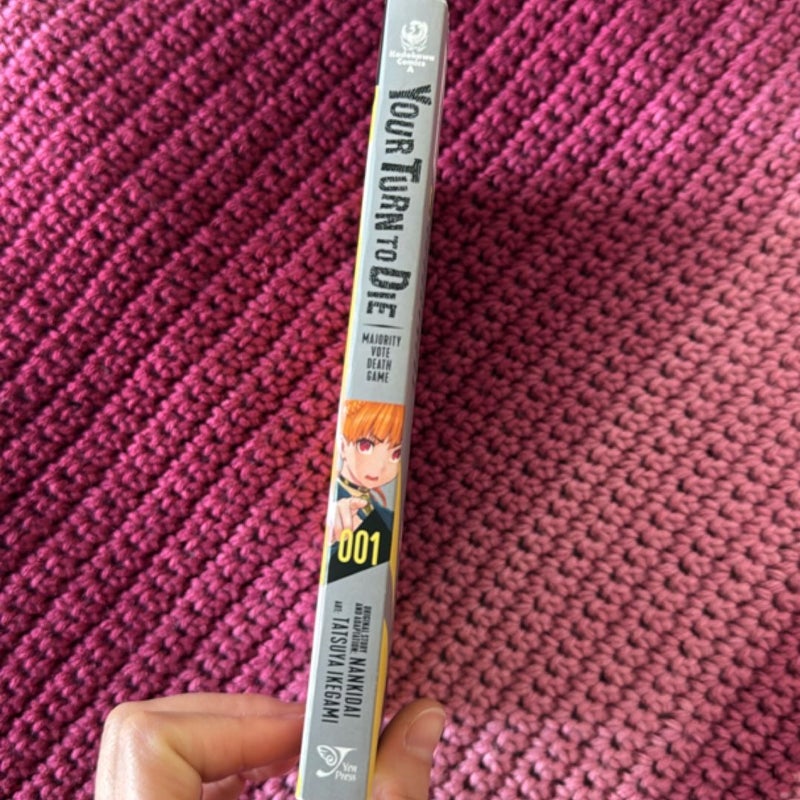 Kadokawa
Comics
A
YOUR TURN TO DIE
MAJORITY
VOTE
DEATH
GAME
001
ORIGINAL STORY
AND ADAPTATION: NANKIDAI
ART: TATSUYA IKEGAMI
Yen
Press